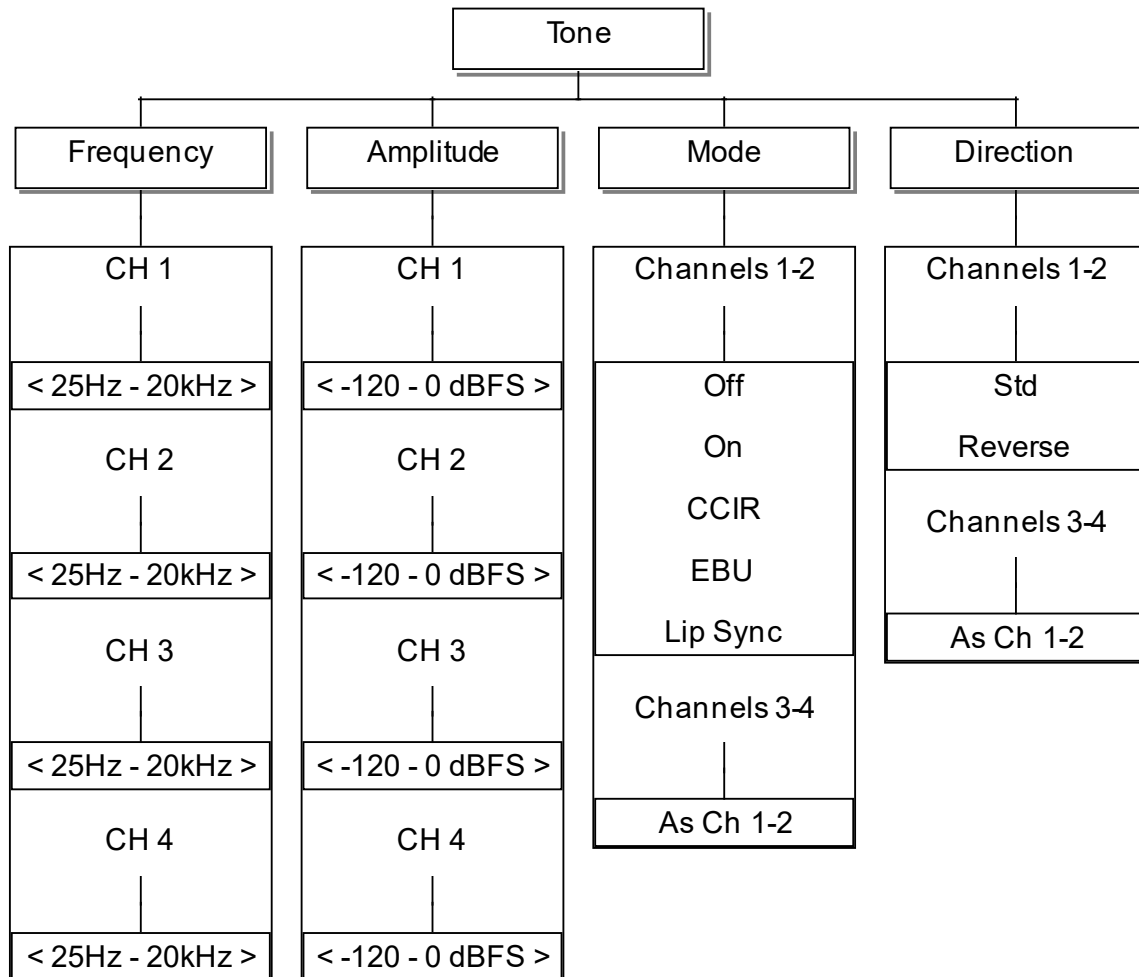 Tone
Frequency
Amplitude
Mode
Direction
CH 1
< 25Hz - 20kHz >
CH 2
< 25Hz - 20kHz >
CH 3
< 25Hz - 20kHz >
CH 4
< 25Hz - 20kHz >
CH 1
< -120 - 0 dBFS >
CH 2
< -120 - 0 dBFS >
CH 3
< -120 - 0 dBFS >
CH 4
< -120 - 0 dBFS >
Channels 1-2
Off
On
CCIR
EBU
Lip Sync
Channels 3-4
As Ch 1-2
Channels 1-2
Std
Reverse
Channels 3-4
As Ch 1-2